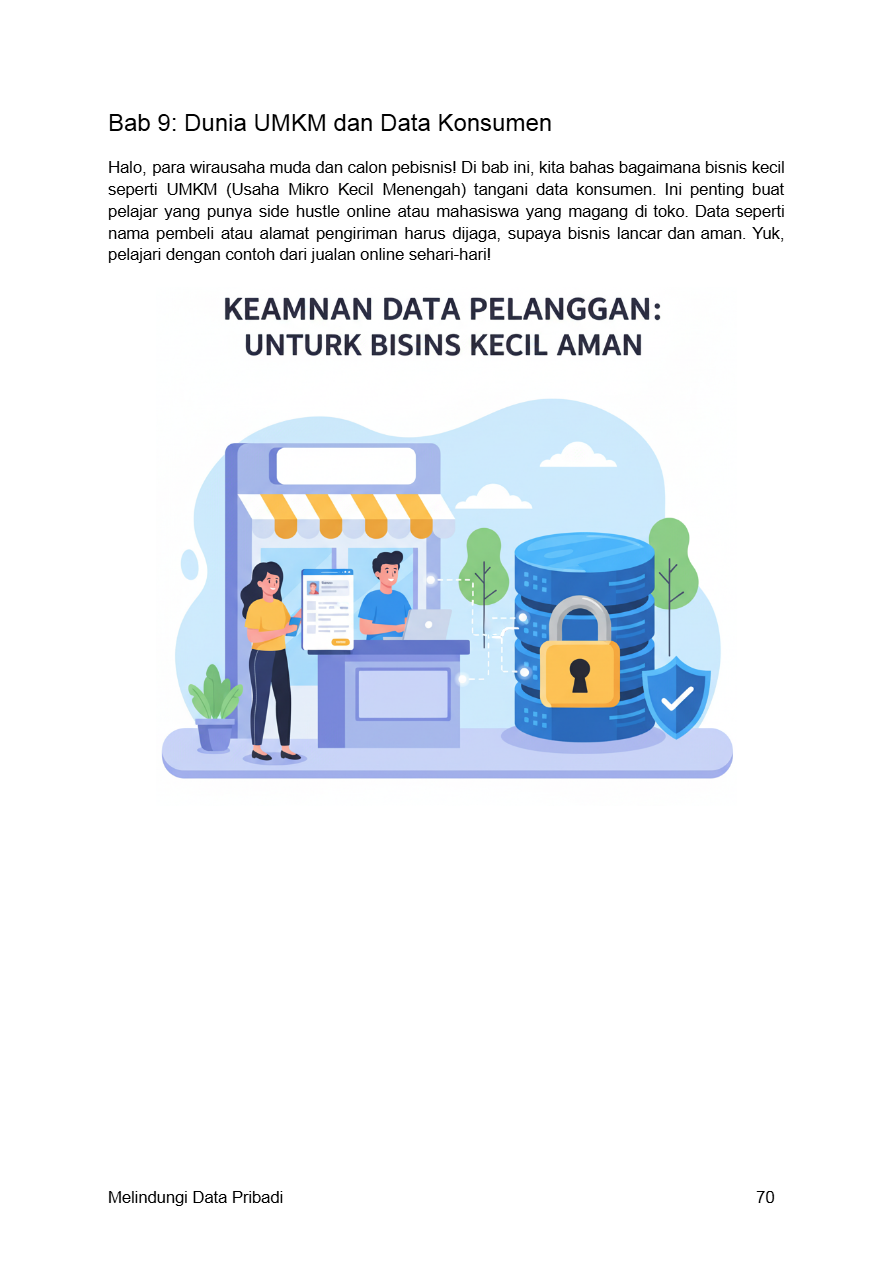 Bab 9: Dunia UMKM dan Data Konsumen
Halo, para wirausaha muda dan calon pebisnis! Di bab ini, kita bahas bagaimana bisnis kecil
seperti UMKM (Usaha Mikro Kecil Menengah) tangani data konsumen. Ini penting buat
pelajar yang punya side hustle online atau mahasiswa yang magang di toko. Data seperti
nama pembeli atau alamat pengiriman harus dijaga, supaya bisnis lancar dan aman. Yuk,
pelajari dengan contoh dari jualan online sehari-hari!
KEAMNAN DATA PELANGGAN:
UNTURK BISINS KECIL AMAN
Melindungi Data Pribadi
70